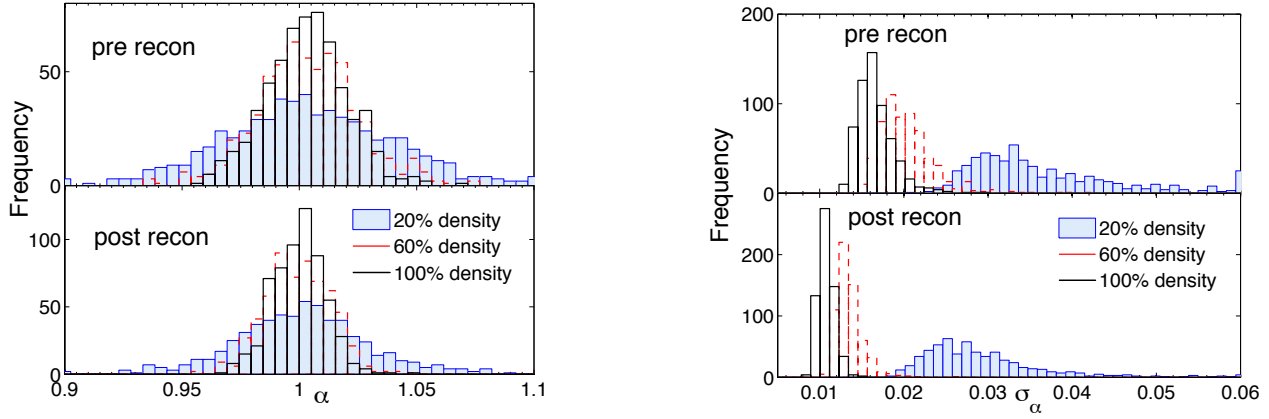 pre recon
50
0
Frequency
post recon
20% density
60% density
100% density
100
50
0
0.9
0.95
1
1.05
1.1
α
200
pre recon
100
0
Frequency
post recon
20% density
60% density
100% density
200
100
0
0.01
0.02
0.03
0.04
0.05
0.06
σα